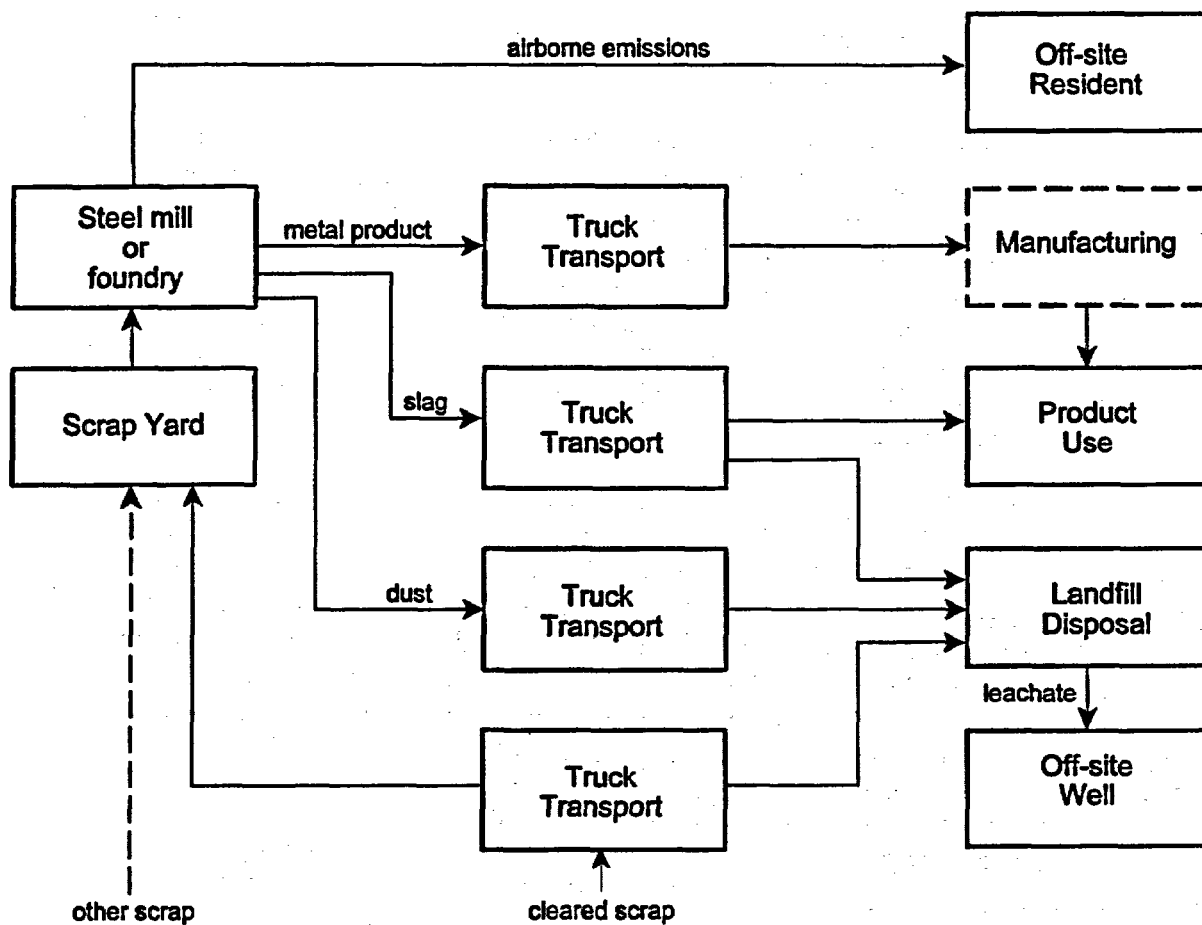 airborne emissions
Off-site
Resident
Steel mill
or
foundry
metal product
Truck
Transport
Manufacturing
Scrap Yard
slag
Truck
Transport
Product
Use
dust
Truck
Transport
Landfill
Disposal
leachate
Truck
Transport
Off-site
Well
other scrap
cleared scrap